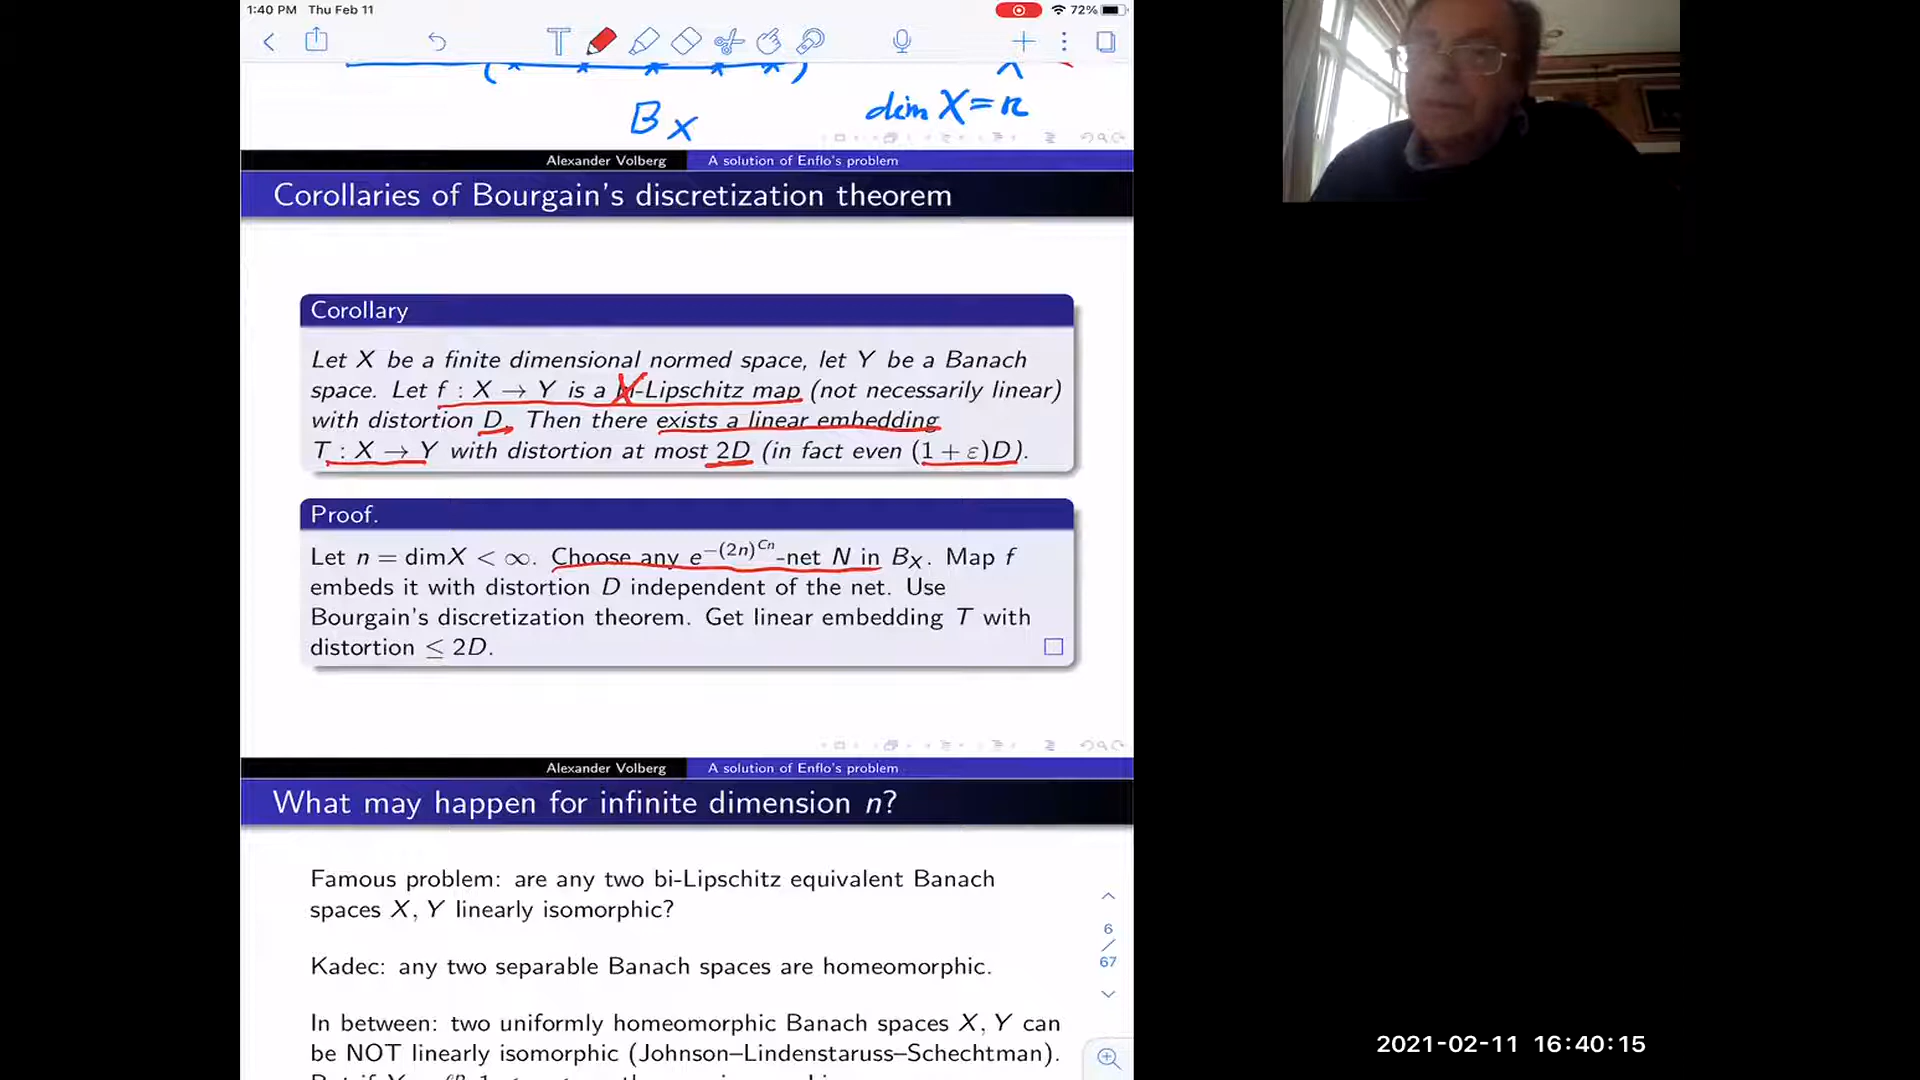 1:40 PM Thu Feb 11
72%
B_X
dim X = n
Alexander Volberg A solution of Enflo's problem
Corollaries of Bourgain's discretization theorem
Corollary
Let X be a finite dimensional normed space, let Y be a Banach
space. Let f : X → Y is a bi-Lipschitz map (not necessarily linear)
with distortion D. Then there exists a linear embedding
T : X → Y with distortion at most 2D (in fact even (1 + ε)D).
Proof.
Let n = dimX < ∞. Choose any e^{-(2n)^{Cn}}-net N in B_X. Map f
embeds it with distortion D independent of the net. Use
Bourgain's discretization theorem. Get linear embedding T with
distortion ≤ 2D.
Alexander Volberg A solution of Enflo's problem
What may happen for infinite dimension n?
Famous problem: are any two bi-Lipschitz equivalent Banach
spaces X, Y linearly isomorphic?
Kadec: any two separable Banach spaces are homeomorphic.
In between: two uniformly homeomorphic Banach spaces X, Y can
be NOT linearly isomorphic (Johnson–Lindenstaruss–Schechtman).
6
/
67
2021-02-11 16:40:15